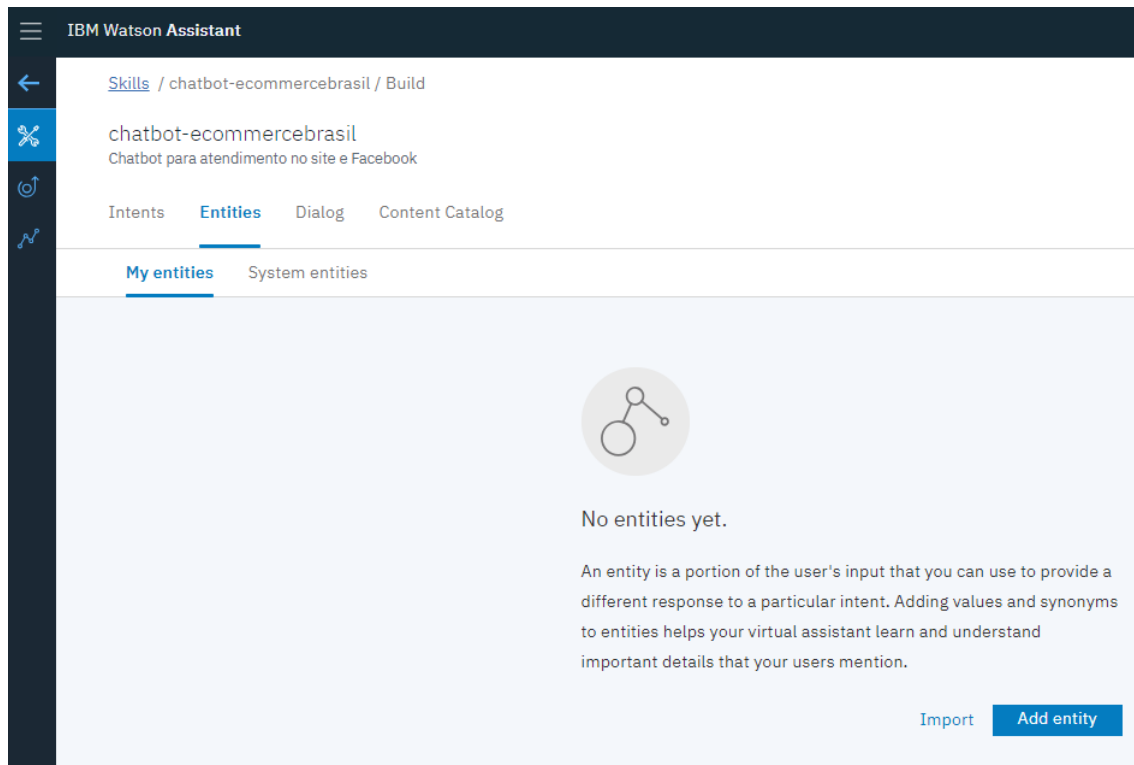 IBM Watson Assistant
Skills / chatbot-ecommercebrasil / Build
chatbot-ecommercebrasil
Chatbot para atendimento no site e Facebook
Intents Entities Dialog Content Catalog
My entities System entities
No entities yet.
An entity is a portion of the user's input that you can use to provide a
different response to a particular intent. Adding values and synonyms
to entities helps your virtual assistant learn and understand
important details that your users mention.
Import Add entity